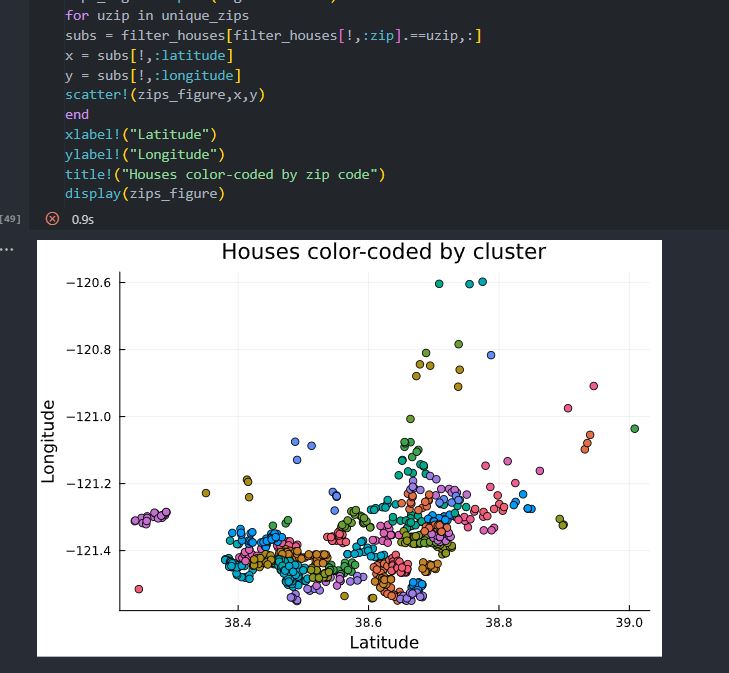 for uzip in unique_zips
subs = filter_houses[filter_houses[!,:zip].==uzip,:]
x = subs[!,:latitude]
y = subs[!,:longitude]
scatter!(zips_figure,x,y)
end
xlabel!("Latitude")
ylabel!("Longitude")
title!("Houses color-coded by zip code")
display(zips_figure)
[49]
0.9s
...
Houses color-coded by cluster
−120.6
−120.8
−121.0
−121.2
−121.4
Longitude
38.4 38.6 38.8 39.0
Latitude